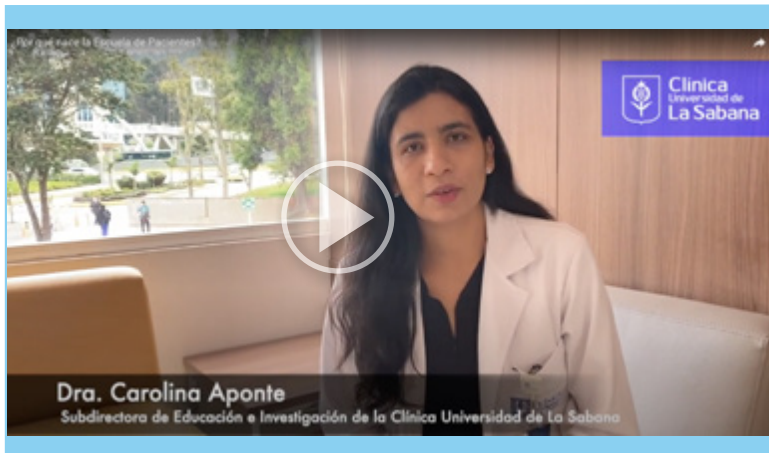 ¿Por qué nace la Escuela de Pacientes?
Clínica
Universidad de
La Sabana
Dra. Carolina Aponte
Subdirectora de Educación e Investigación de la Clínica Universidad de La Sabana